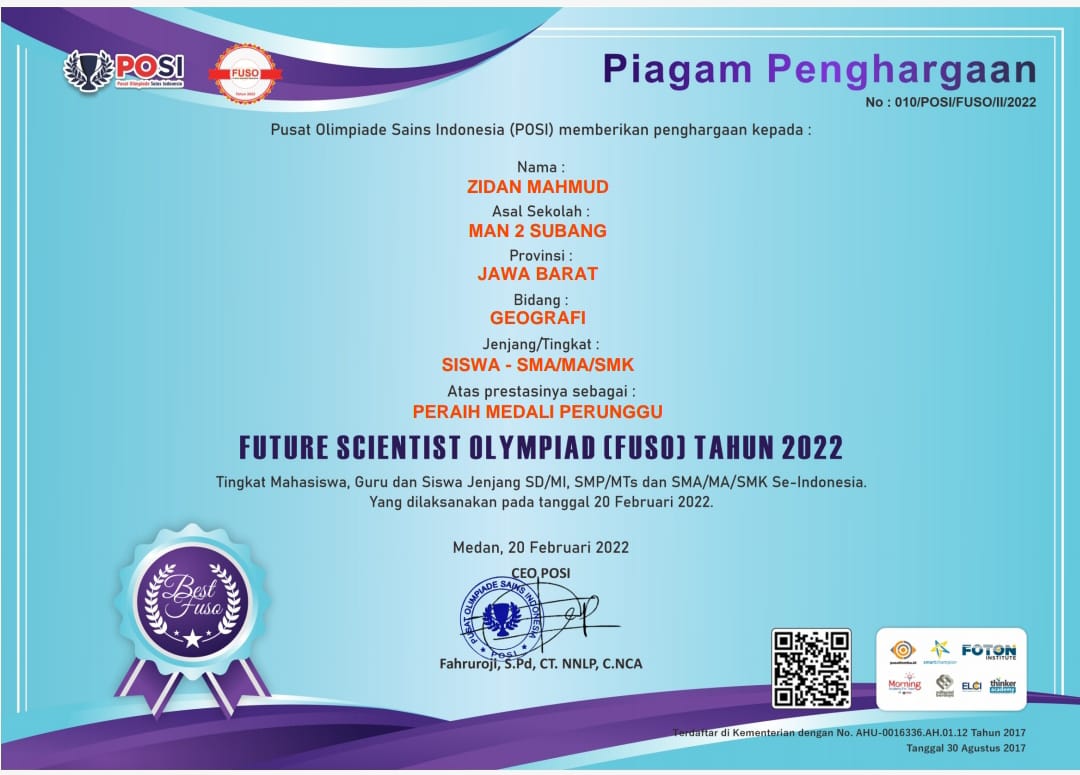 POSI
Pusat Olimpiade Sains Indonesia
FUSO
Tahun 2022
Piagam Penghargaan
No : 010/POSI/FUSO/II/2022
Pusat Olimpiade Sains Indonesia (POSI) memberikan penghargaan kepada :
Nama :
ZIDAN MAHMUD
Asal Sekolah :
MAN 2 SUBANG
Provinsi :
JAWA BARAT
Bidang :
GEOGRAFI
Jenjang/Tingkat :
SISWA - SMA/MA/SMK
Atas prestasinya sebagai :
PERAIH MEDALI PERUNGGU
FUTURE SCIENTIST OLYMPIAD (FUSO) TAHUN 2022
Tingkat Mahasiswa, Guru dan Siswa Jenjang SD/MI, SMP/MTs dan SMA/MA/SMK Se-Indonesia.
Yang dilaksanakan pada tanggal 20 Februari 2022.
Medan, 20 Februari 2022
CEO POSI
PUSAT OLIMPIADE SAINS INDONESIA
POSI
Fahruroji, S.Pd, CT. NNLP, C.NCA
Best
Fuso
smartchampion
FOTON
INSTITUTE
Morning
ELCI
thinker
academy
Terdaftar di Kementerian dengan No. AHU-0016336.AH.01.12 Tahun 2017
Tanggal 30 Agustus 2017